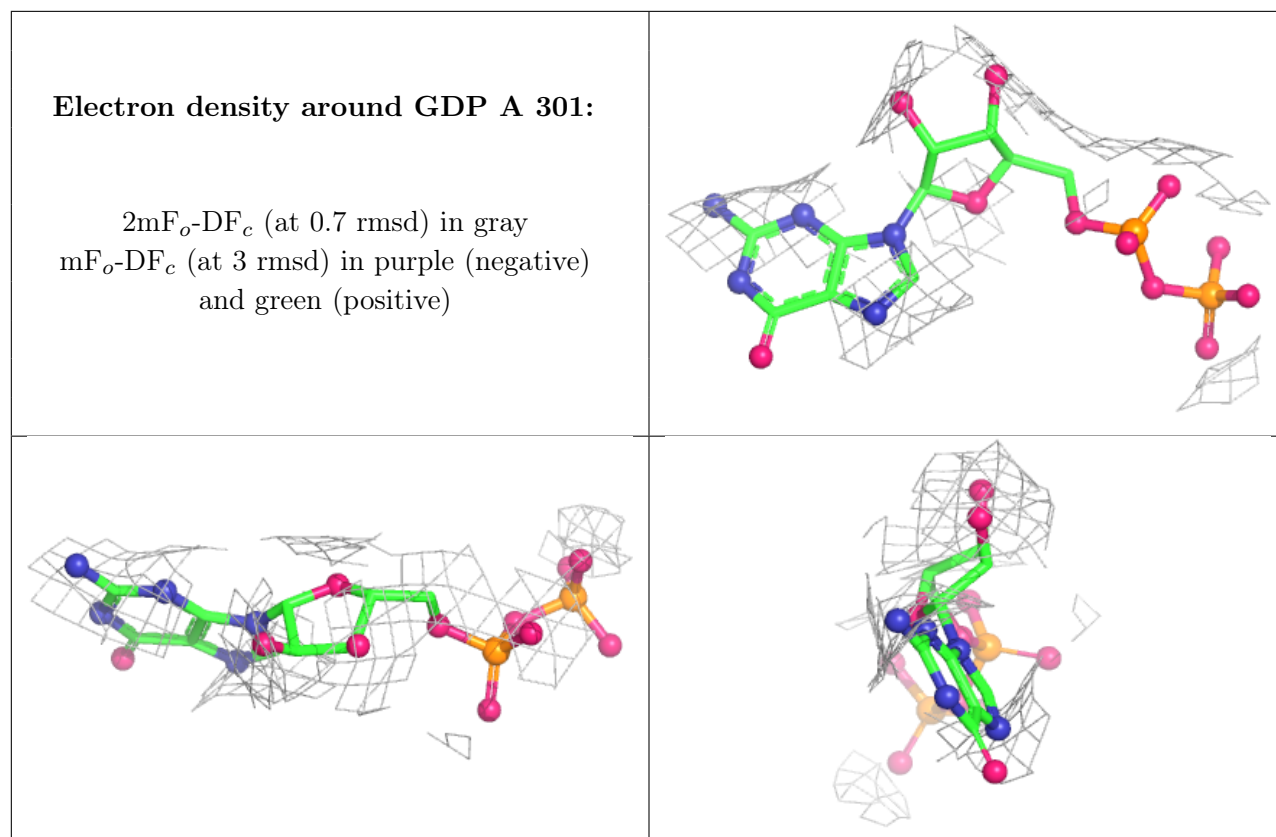 Electron density around GDP A 301:
2mFo-DFc (at 0.7 rmsd) in gray
mFo-DFc (at 3 rmsd) in purple (negative)
and green (positive)